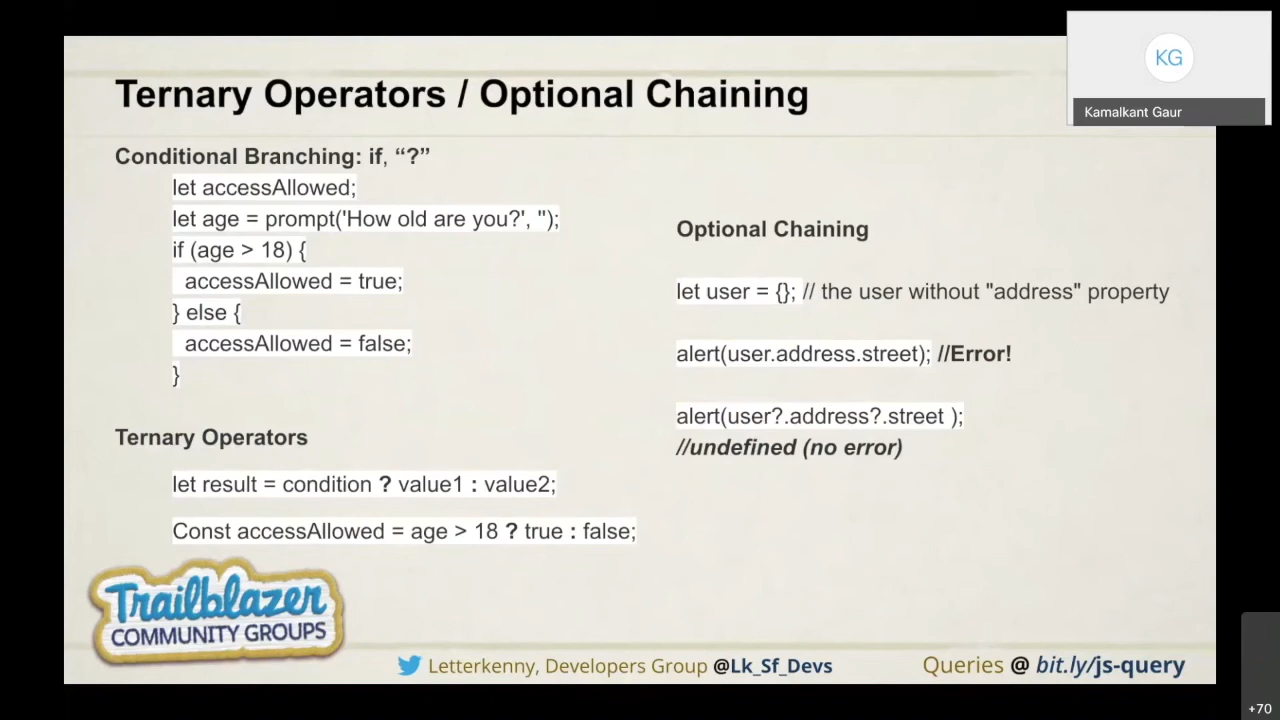 KG
Kamalkant Gaur
Ternary Operators / Optional Chaining
Conditional Branching: if, “?”
let accessAllowed;
let age = prompt('How old are you?', '');
if (age > 18) {
accessAllowed = true;
} else {
accessAllowed = false;
}
Ternary Operators
let result = condition ? value1 : value2;
Const accessAllowed = age > 18 ? true : false;
Optional Chaining
let user = {}; // the user without "address" property
alert(user.address.street); //Error!
alert(user?.address?.street );
//undefined (no error)
Trailblazer
COMMUNITY GROUPS
Letterkenny, Developers Group @Lk_Sf_Devs
Queries @ bit.ly/js-query
+70